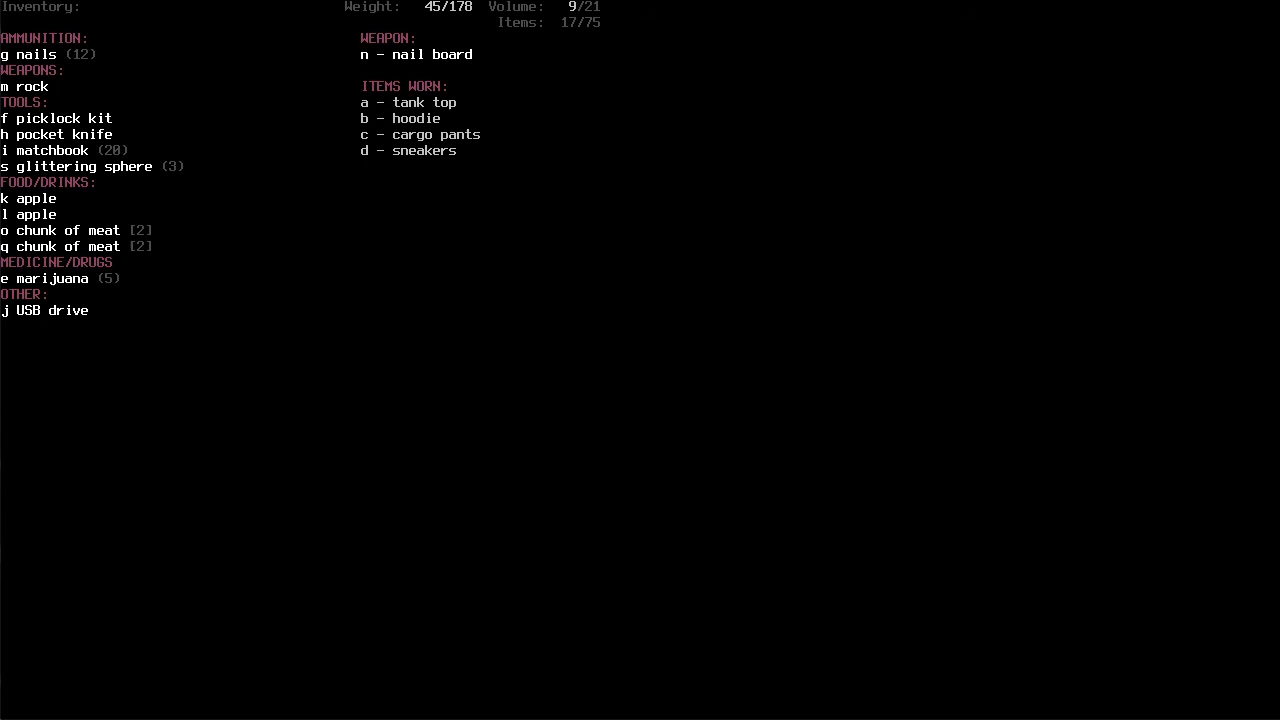 Inventory: Weight: 45/178 Volume: 9/21
Items: 17/75
AMMUNITION: WEAPON:
g nails (12) n - nail board
WEAPONS:
m rock ITEMS WORN:
TOOLS: a - tank top
f picklock kit b - hoodie
h pocket knife c - cargo pants
i matchbook (20) d - sneakers
s glittering sphere (3)
FOOD/DRINKS:
k apple
l apple
o chunk of meat [2]
q chunk of meat [2]
MEDICINE/DRUGS
e marijuana (5)
OTHER:
j USB drive